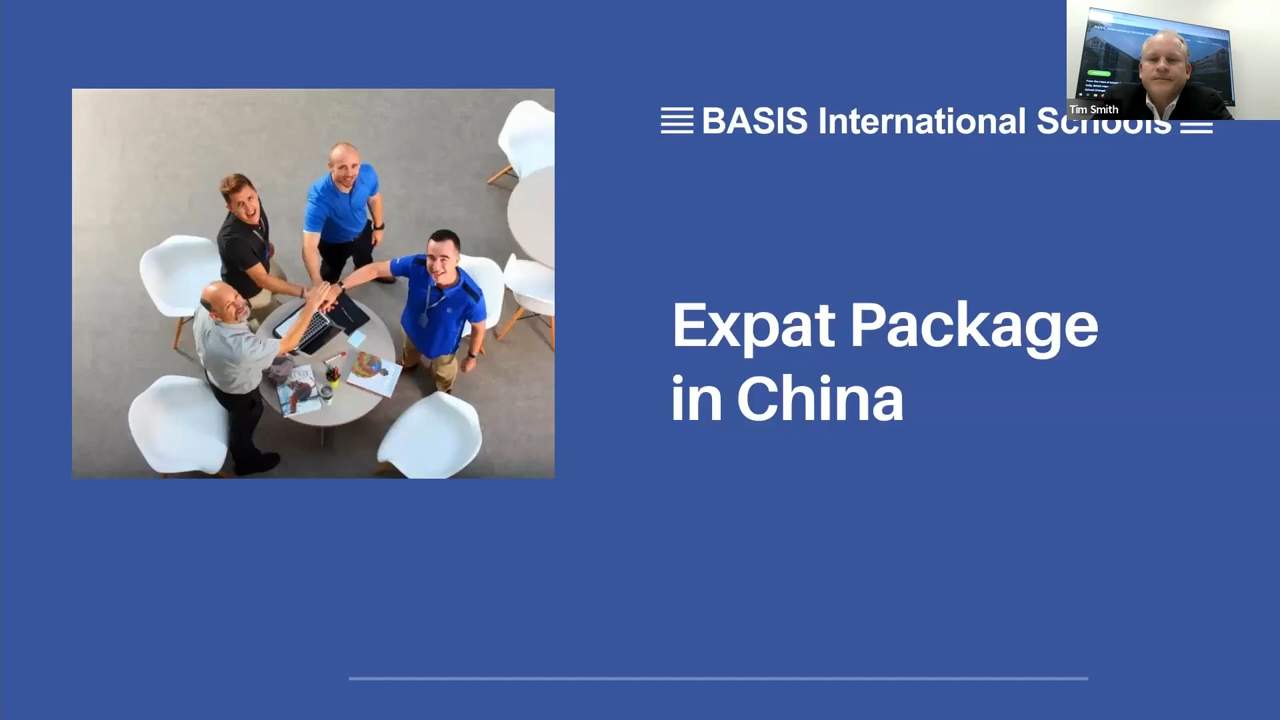 Tim Smith
BASIS International Schools
Expat Package
in China